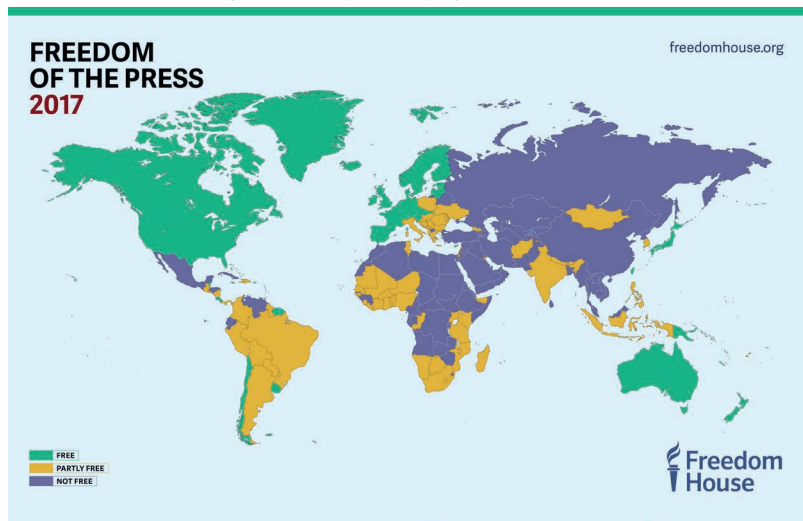 FREEDOM
OF THE PRESS
2017
freedomhouse.org
FREE
PARTLY FREE
NOT FREE
Freedom
House